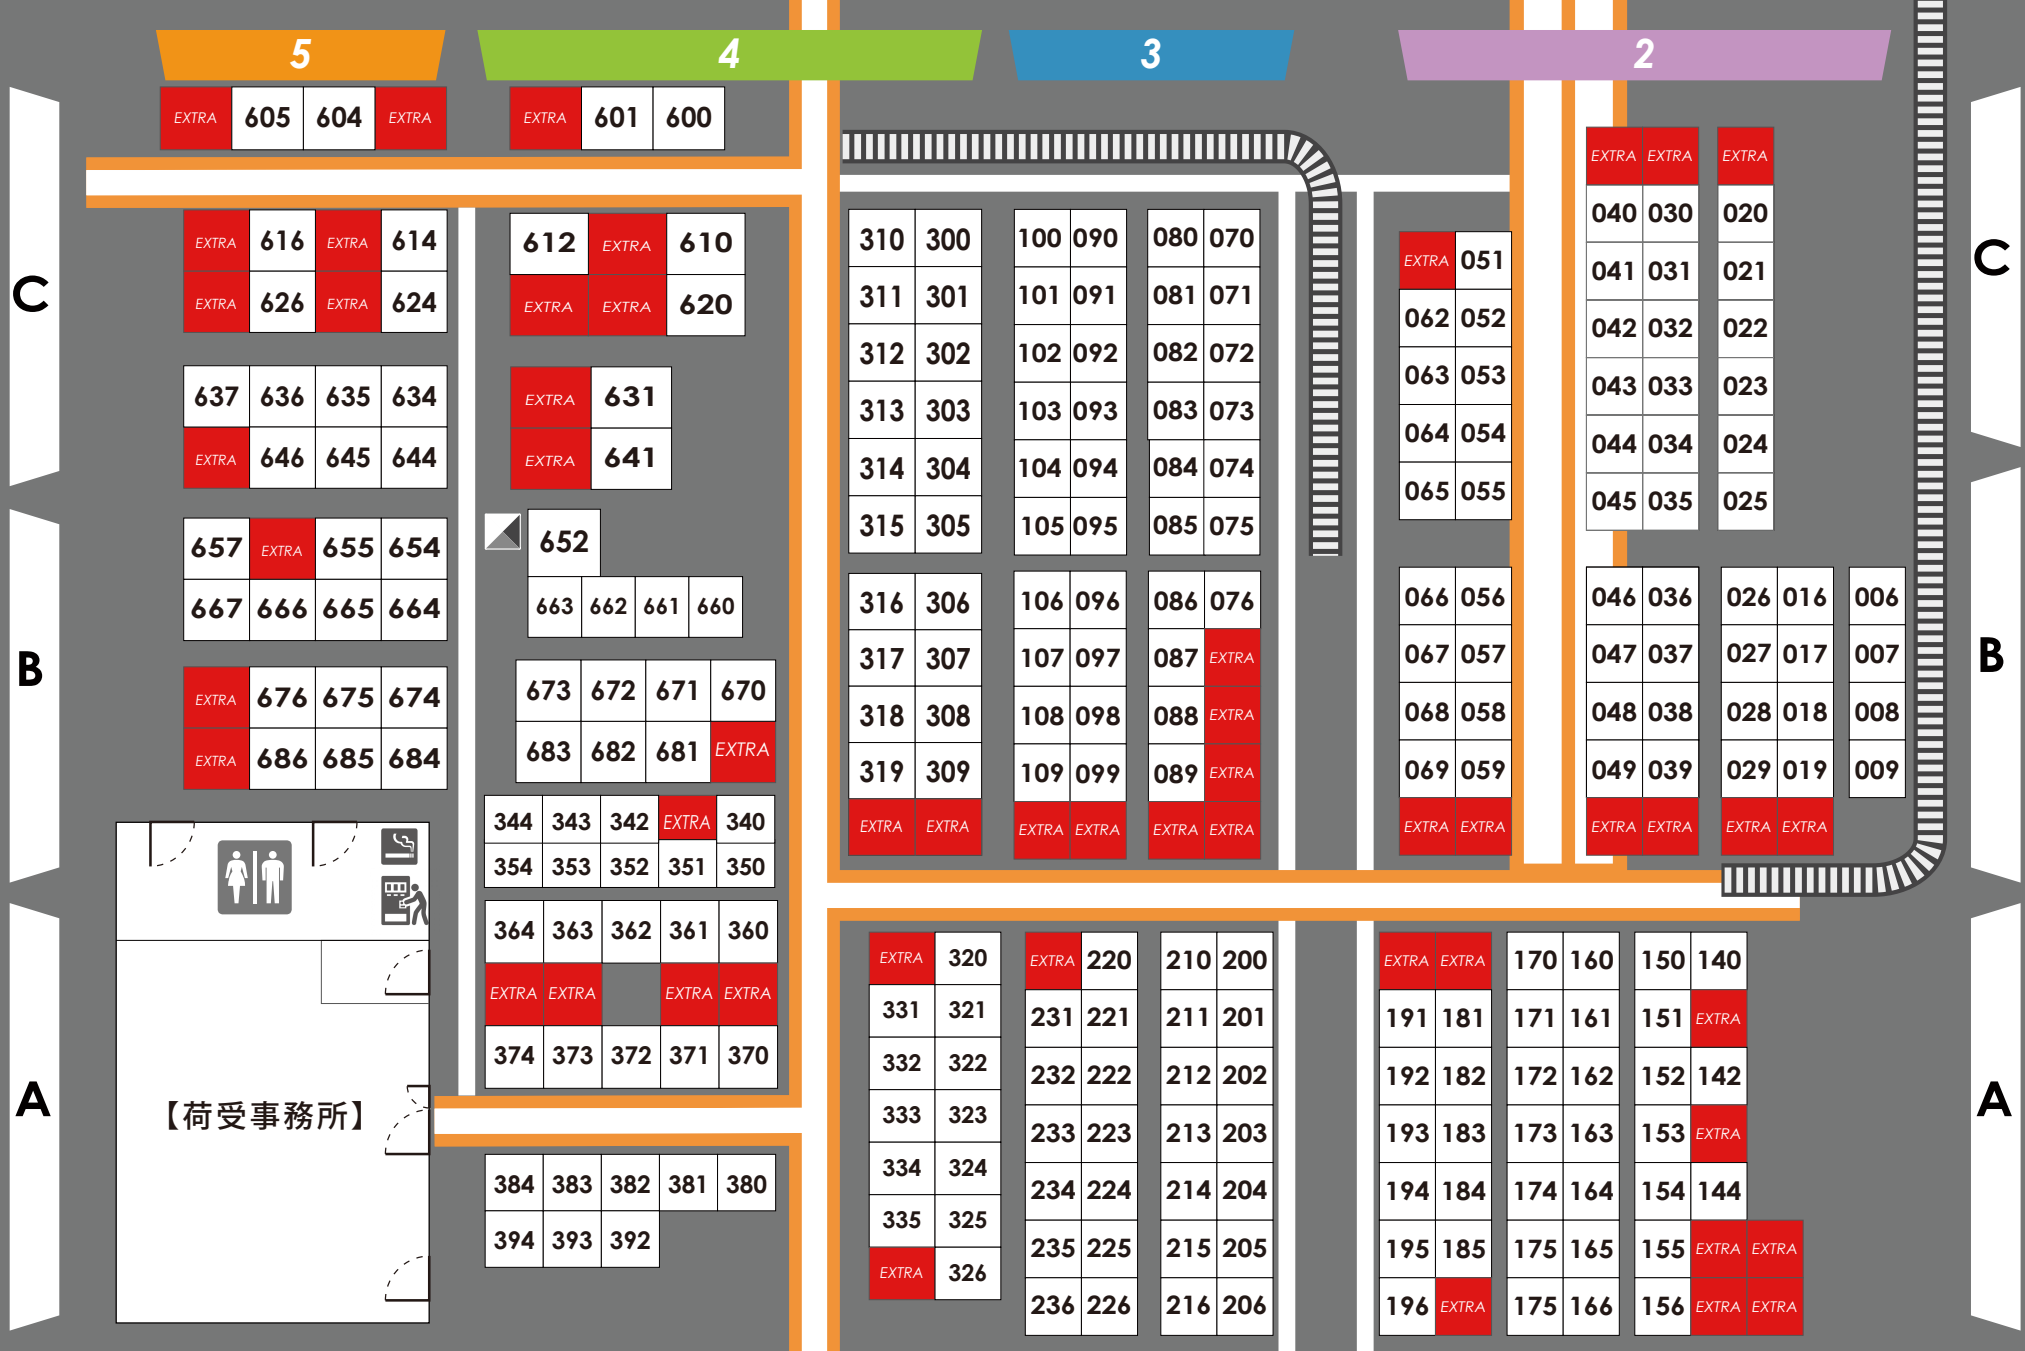 5 4 3 2
EXTRA 605 604 EXTRA
EXTRA 601 600
C
EXTRA 616 EXTRA 614
EXTRA 626 EXTRA 624
637 636 635 634
EXTRA 646 645 644
B
657 EXTRA 655 654
667 666 665 664
EXTRA 676 675 674
EXTRA 686 685 684
A
【荷受事務所】
612 EXTRA 610
EXTRA EXTRA 620
EXTRA 631
EXTRA 641
652
663 662 661 660
673 672 671 670
683 682 681 EXTRA
344 343 342 EXTRA 340
354 353 352 351 350
364 363 362 361 360
EXTRA EXTRA EXTRA EXTRA
374 373 372 371 370
384 383 382 381 380
394 393 392
310 300
311 301
312 302
313 303
314 304
315 305
316 306
317 307
318 308
319 309
EXTRA EXTRA
100 090
101 091
102 092
103 093
104 094
105 095
106 096
107 097
108 098
109 099
EXTRA EXTRA
080 070
081 071
082 072
083 073
084 074
085 075
086 076
087 EXTRA
088 EXTRA
089 EXTRA
EXTRA EXTRA
EXTRA 051
062 052
063 053
064 054
065 055
066 056
067 057
068 058
069 059
EXTRA EXTRA
EXTRA EXTRA
040 030
041 031
042 032
043 033
044 034
045 035
046 036
047 037
048 038
049 039
EXTRA EXTRA
EXTRA
020
021
022
023
024
025
026 016
027 017
028 018
029 019
EXTRA EXTRA
006
007
008
009
EXTRA 320
331 321
332 322
333 323
334 324
335 325
EXTRA 326
EXTRA 220
231 221
232 222
233 223
234 224
235 225
236 226
210 200
211 201
212 202
213 203
214 204
215 205
216 206
EXTRA EXTRA
191 181
192 182
193 183
194 184
195 185
196 EXTRA
170 160
171 161
172 162
173 163
174 164
175 165
175 166
150 140
151 EXTRA
152 142
153 EXTRA
154 144
155 EXTRA EXTRA
156 EXTRA EXTRA
C
B
A